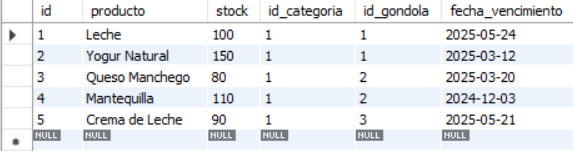 id producto stock id_categoria id_gondola fecha_vencimiento
1 Leche 100 1 1 2025-05-24
2 Yogur Natural 150 1 1 2025-03-12
3 Queso Manchego 80 1 2 2025-03-20
4 Mantequilla 110 1 2 2024-12-03
5 Crema de Leche 90 1 3 2025-05-21
NULL NULL NULL NULL NULL NULL